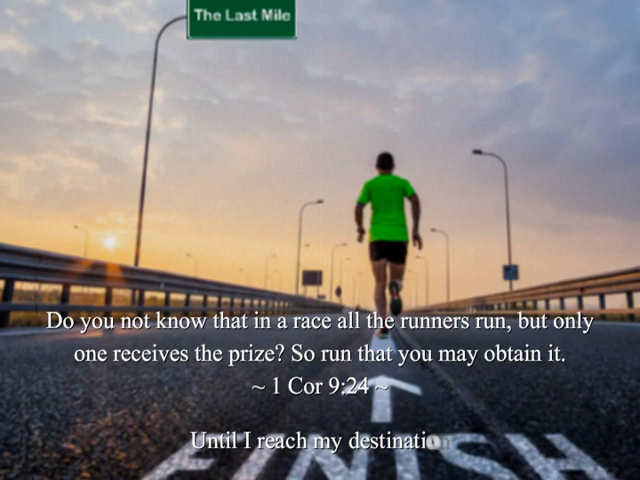 The Last Mile
Do you not know that in a race all the runners run, but only
one receives the prize? So run that you may obtain it.
~ 1 Cor 9:24 ~
Until I reach my destination
FINISH